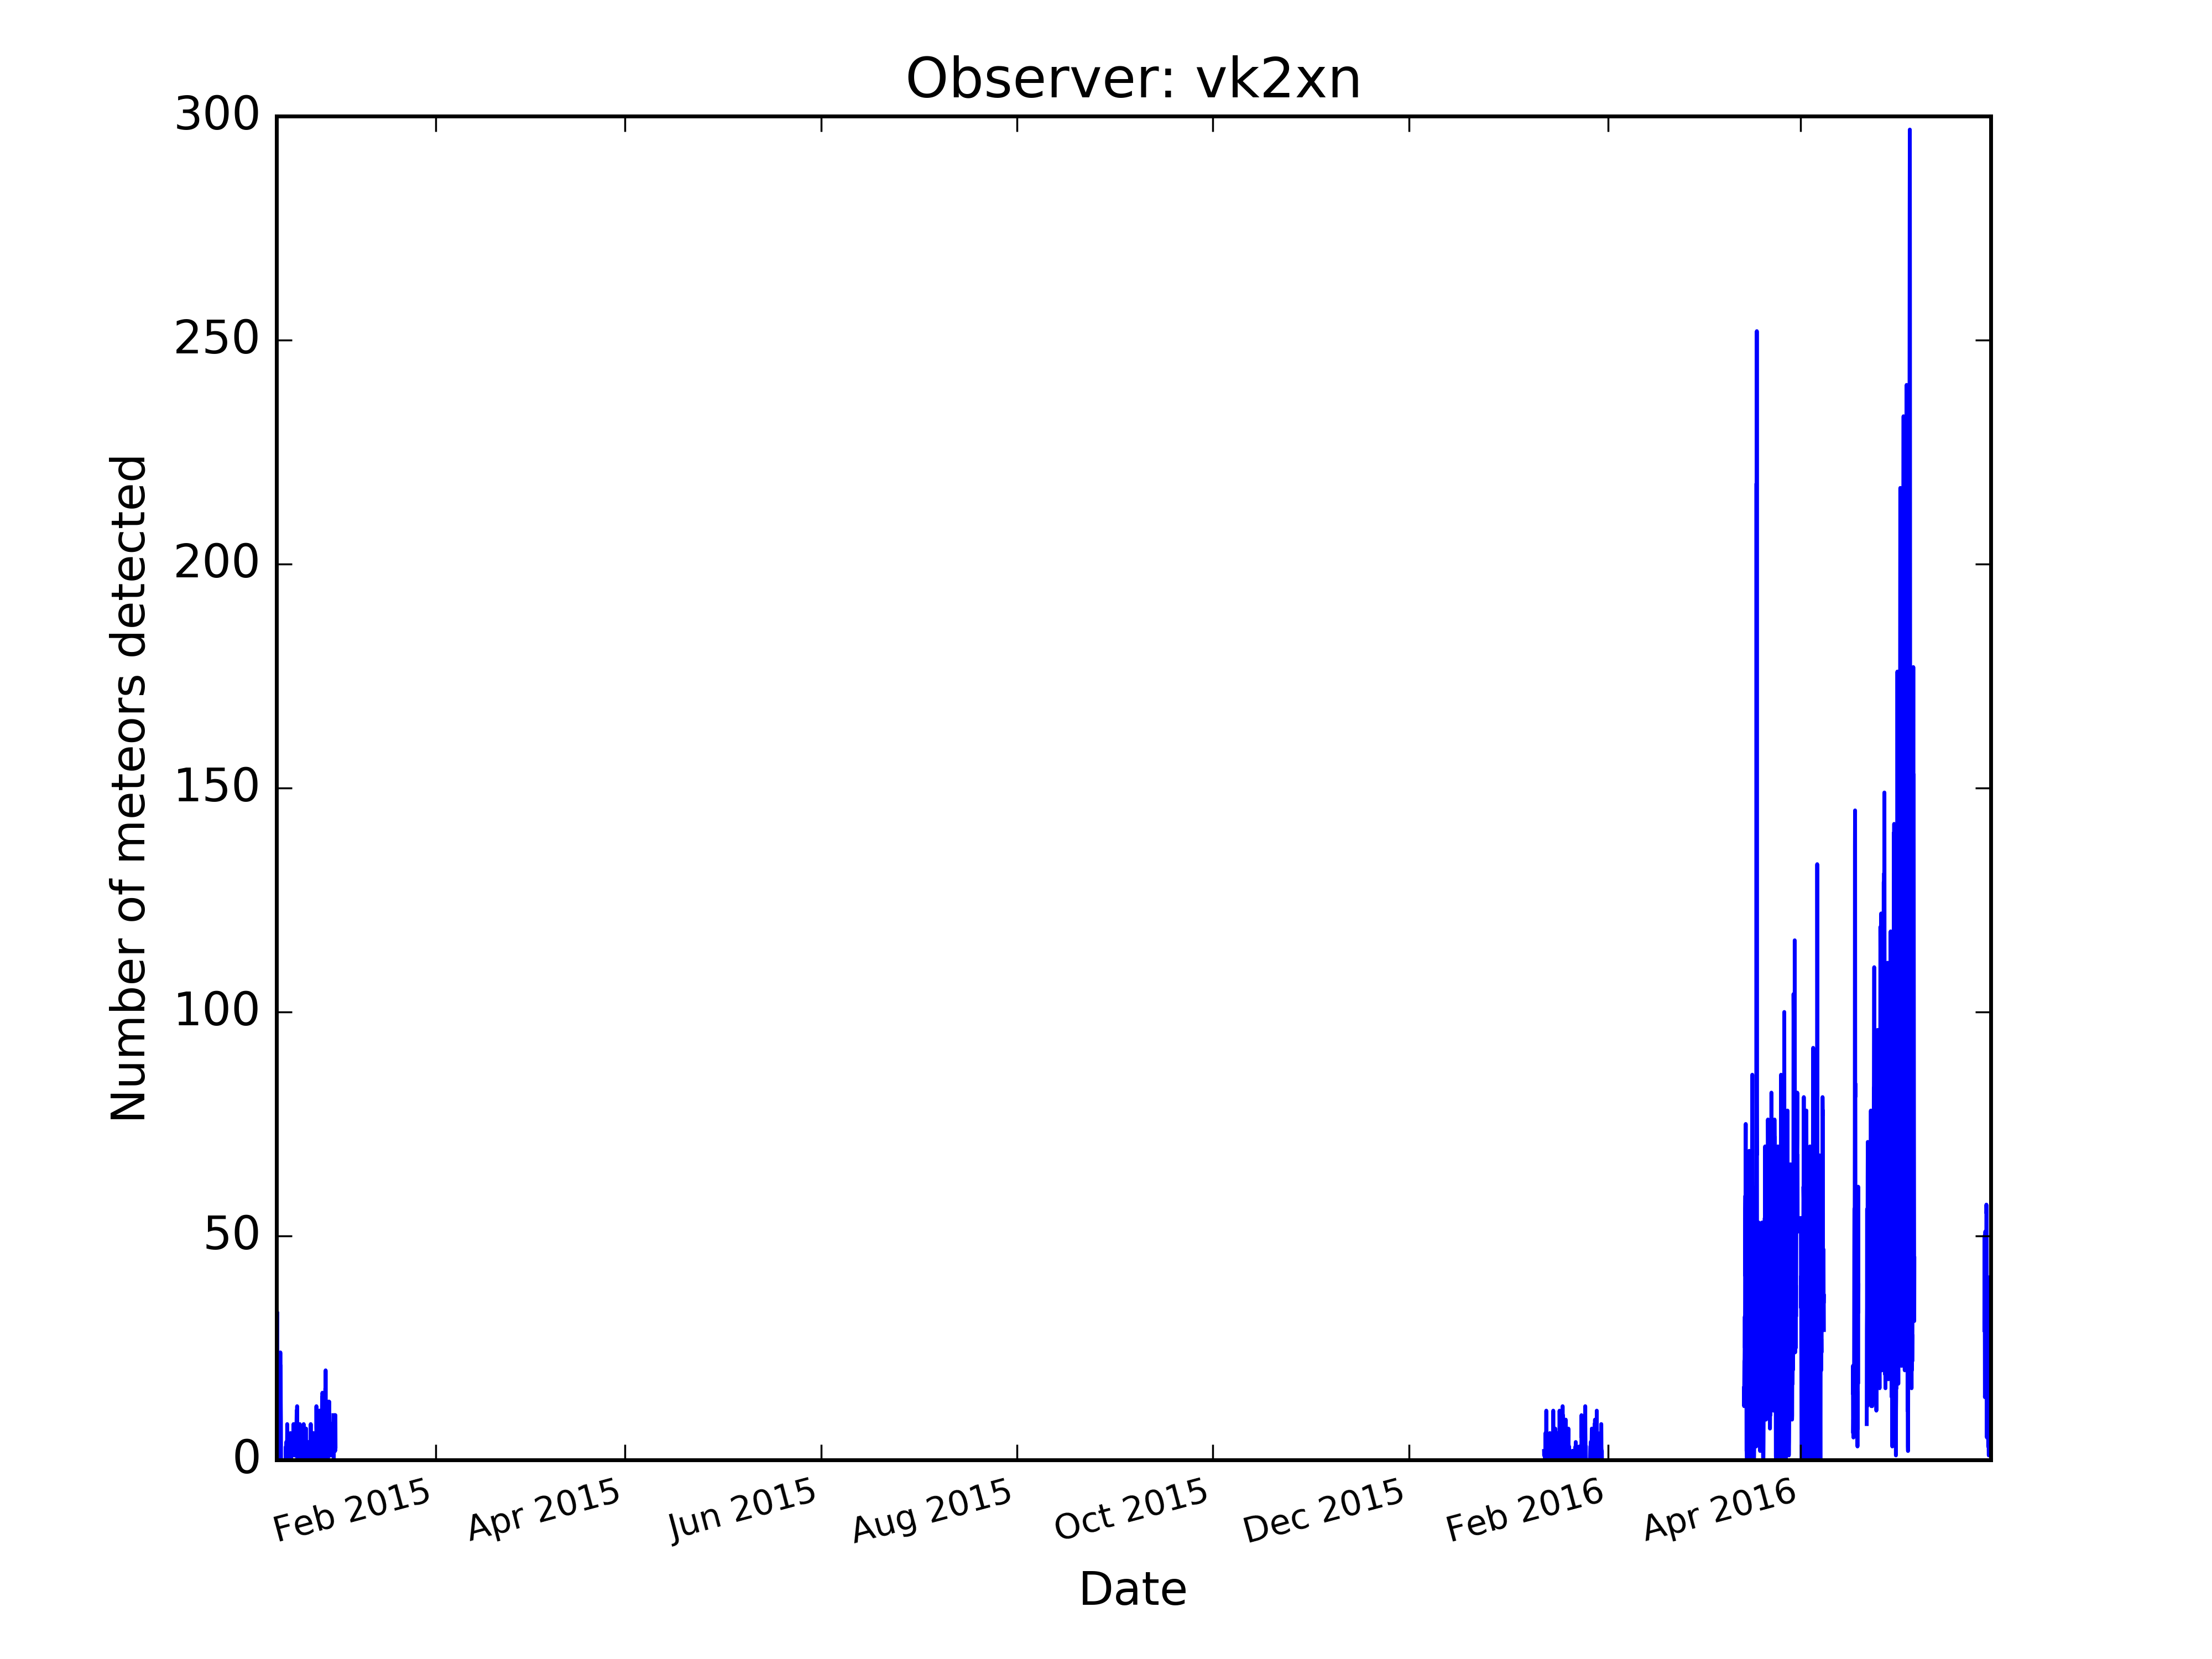 Observer: vk2xn
300
250
200
150
100
50
0
Number of meteors detected
Feb 2015
Apr 2015
Jun 2015
Aug 2015
Oct 2015
Dec 2015
Feb 2016
Apr 2016
Date